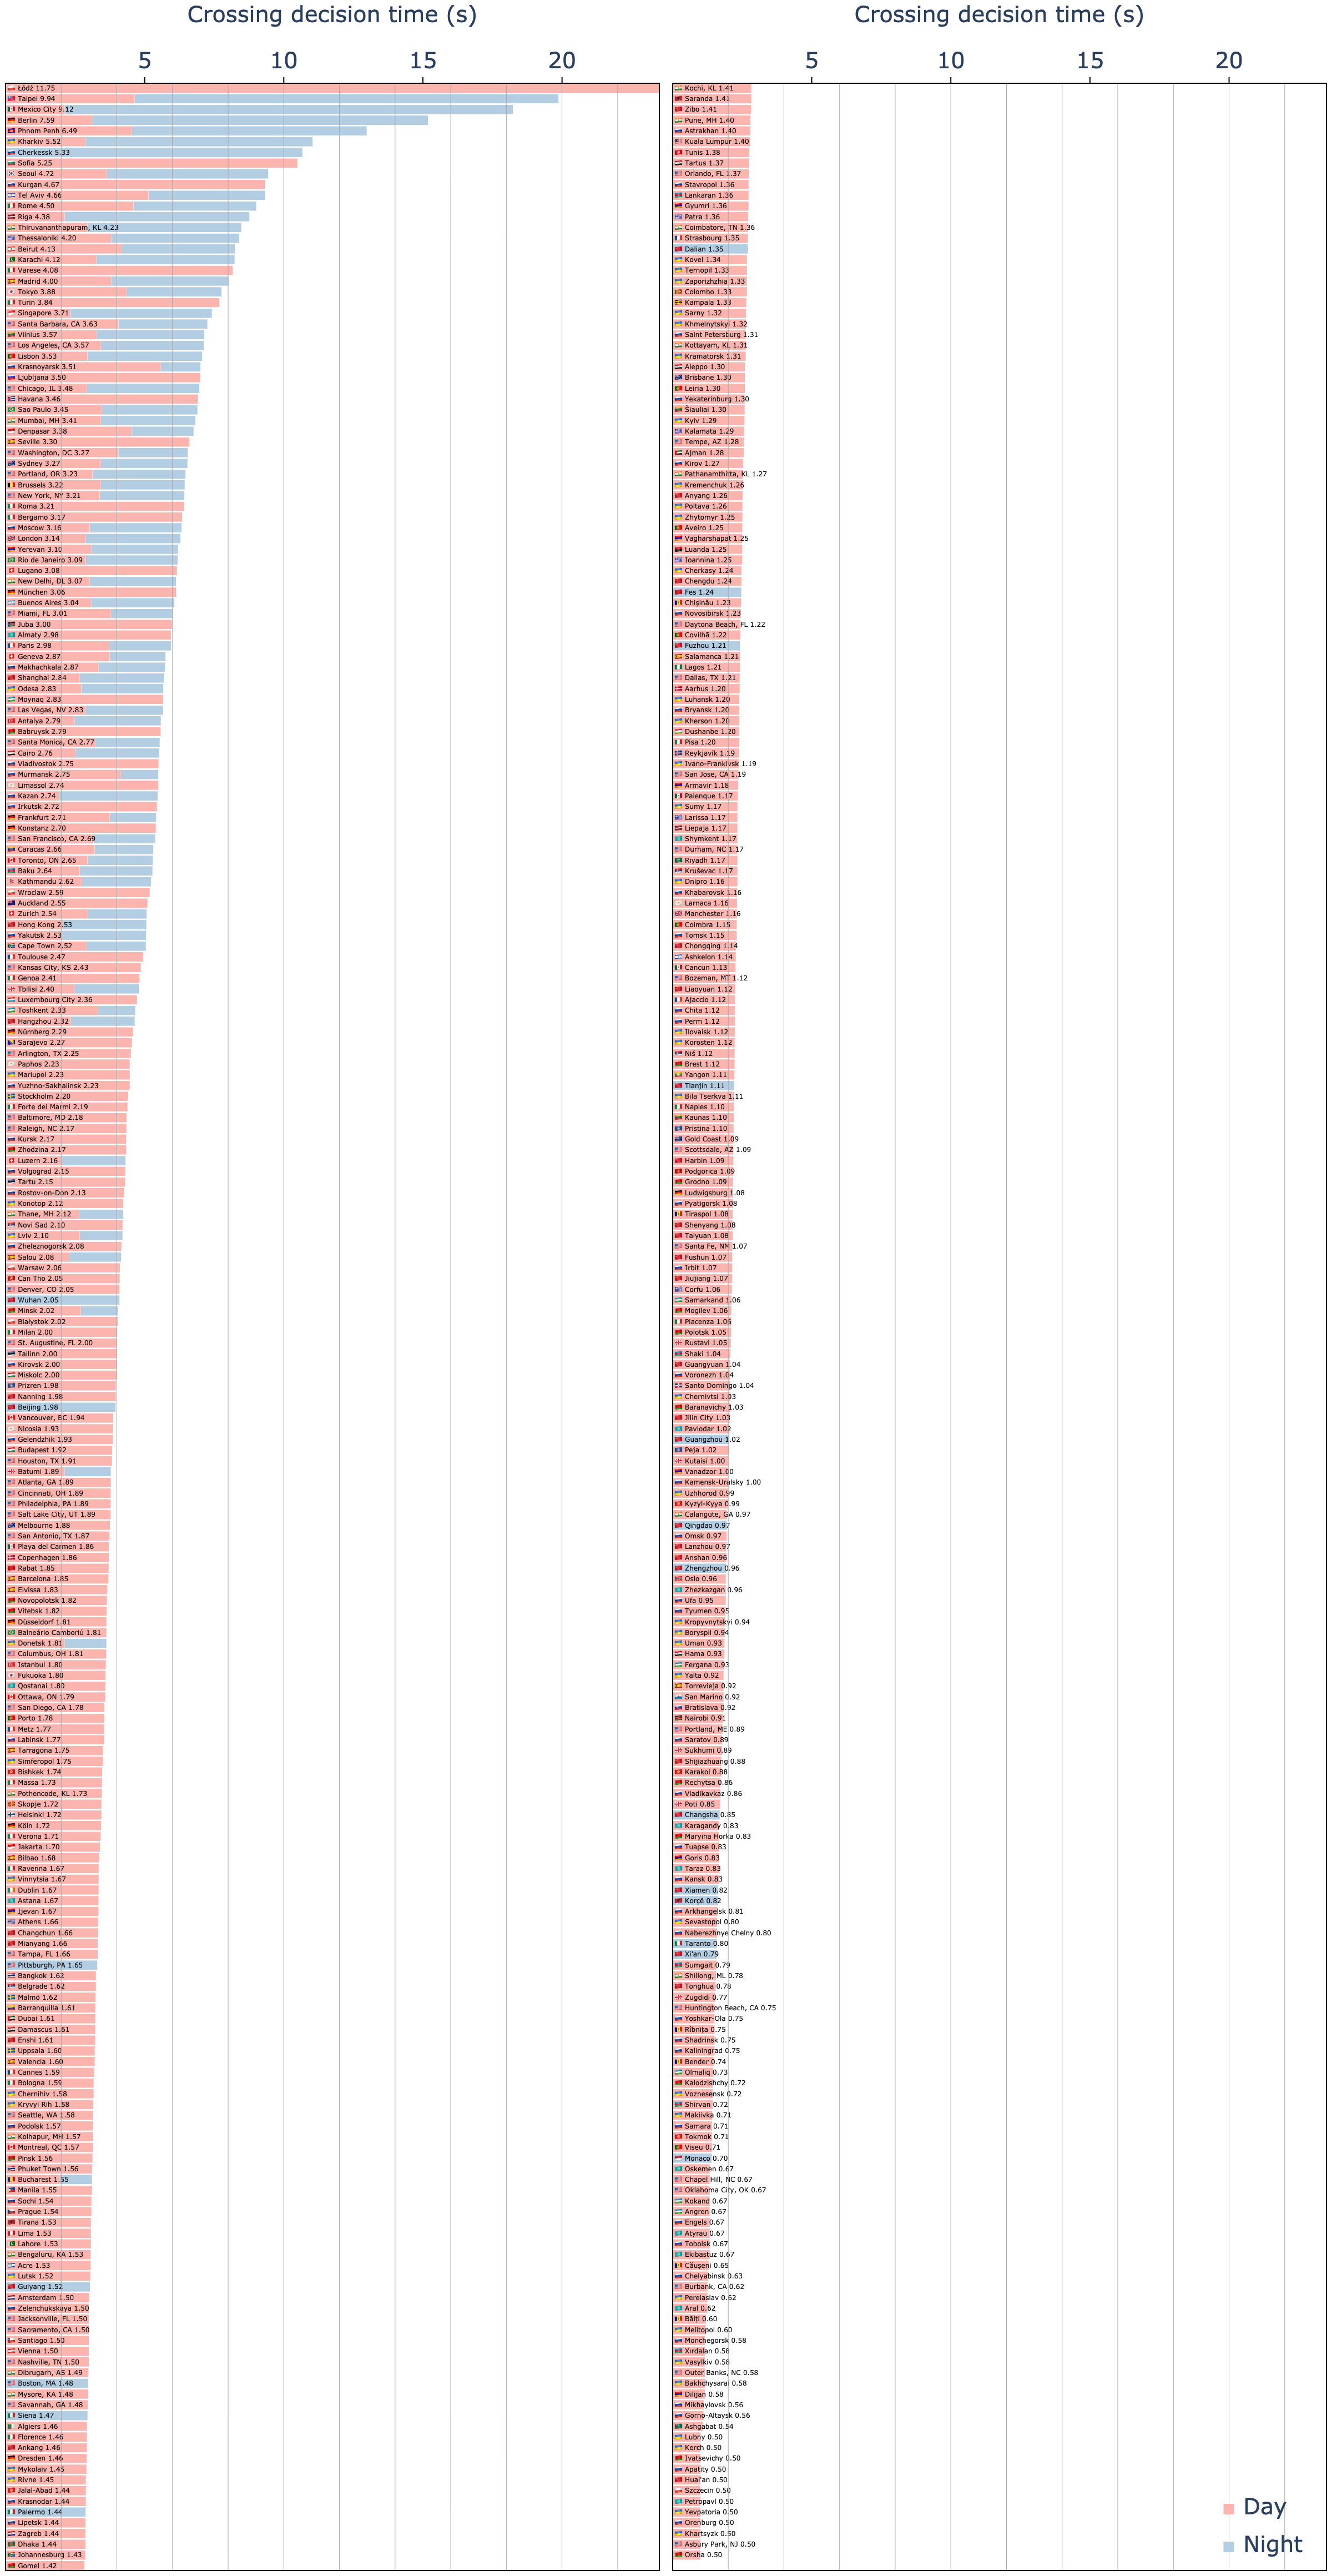 Crossing decision time (s)
Crossing decision time (s)
5 10 15 20
5 10 15 20
Łódź 11.75
Taipei 9.94
Mexico City 9.12
Berlin 7.59
Phnom Penh 6.49
Kharkiv 5.52
Cherkessk 5.33
Sofia 5.25
Seoul 4.72
Kurgan 4.67
Tel Aviv 4.66
Rome 4.50
Riga 4.38
Thiruvananthapuram, KL 4.23
Thessaloniki 4.20
Beirut 4.13
Karachi 4.12
Varese 4.08
Madrid 4.00
Tokyo 3.88
Turin 3.84
Singapore 3.71
Santa Barbara, CA 3.63
Vilnius 3.57
Los Angeles, CA 3.57
Lisbon 3.53
Krasnoyarsk 3.51
Ljubljana 3.50
Chicago, IL 3.48
Havana 3.46
Sao Paulo 3.45
Mumbai, MH 3.41
Denpasar 3.38
Seville 3.30
Washington, DC 3.27
Sydney 3.27
Portland, OR 3.23
Brussels 3.22
New York, NY 3.21
Roma 3.21
Bergamo 3.17
Moscow 3.16
London 3.14
Yerevan 3.10
Rio de Janeiro 3.09
Lugano 3.08
New Delhi, DL 3.07
München 3.06
Buenos Aires 3.04
Miami, FL 3.01
Juba 3.00
Almaty 2.98
Paris 2.98
Geneva 2.87
Makhachkala 2.87
Shanghai 2.84
Odesa 2.83
Moynaq 2.83
Las Vegas, NV 2.83
Antalya 2.79
Babruysk 2.79
Santa Monica, CA 2.77
Cairo 2.76
Vladivostok 2.75
Murmansk 2.75
Limassol 2.74
Kazan 2.74
Irkutsk 2.72
Frankfurt 2.71
Konstanz 2.70
San Francisco, CA 2.69
Caracas 2.66
Toronto, ON 2.65
Baku 2.64
Kathmandu 2.62
Wroclaw 2.59
Auckland 2.55
Zurich 2.54
Hong Kong 2.53
Yakutsk 2.53
Cape Town 2.52
Toulouse 2.47
Kansas City, KS 2.43
Genoa 2.41
Tbilisi 2.40
Luxembourg City 2.36
Toshkent 2.33
Hangzhou 2.32
Nürnberg 2.29
Sarajevo 2.27
Arlington, TX 2.25
Paphos 2.23
Mariupol 2.23
Yuzhno-Sakhalinsk 2.23
Stockholm 2.20
Forte dei Marmi 2.19
Baltimore, MD 2.18
Raleigh, NC 2.17
Kursk 2.17
Zhodzina 2.17
Luzern 2.16
Volgograd 2.15
Tartu 2.15
Rostov-on-Don 2.13
Konotop 2.12
Thane, MH 2.12
Novi Sad 2.10
Lviv 2.10
Zheleznogorsk 2.08
Salou 2.08
Warsaw 2.06
Can Tho 2.05
Denver, CO 2.05
Wuhan 2.05
Minsk 2.02
Białystok 2.02
Milan 2.00
St. Augustine, FL 2.00
Tallinn 2.00
Kirovsk 2.00
Miskolc 2.00
Prizren 1.98
Nanning 1.98
Beijing 1.98
Vancouver, BC 1.94
Nicosia 1.93
Gelendzhik 1.93
Budapest 1.92
Houston, TX 1.91
Batumi 1.89
Atlanta, GA 1.89
Cincinnati, OH 1.89
Philadelphia, PA 1.89
Salt Lake City, UT 1.89
Melbourne 1.88
San Antonio, TX 1.87
Playa del Carmen 1.86
Copenhagen 1.86
Rabat 1.85
Barcelona 1.85
Eivissa 1.83
Novopolotsk 1.82
Vitebsk 1.82
Düsseldorf 1.81
Balneário Camboriú 1.81
Donetsk 1.81
Columbus, OH 1.81
Istanbul 1.80
Fukuoka 1.80
Qostanai 1.80
Ottawa, ON 1.79
San Diego, CA 1.78
Porto 1.78
Metz 1.77
Labinsk 1.77
Tarragona 1.75
Simferopol 1.75
Bishkek 1.74
Massa 1.73
Pothencode, KL 1.73
Skopje 1.72
Helsinki 1.72
Köln 1.72
Verona 1.71
Jakarta 1.70
Bilbao 1.68
Ravenna 1.67
Vinnytsia 1.67
Dublin 1.67
Astana 1.67
Ijevan 1.67
Athens 1.66
Changchun 1.66
Mianyang 1.66
Tampa, FL 1.66
Pittsburgh, PA 1.65
Bangkok 1.62
Belgrade 1.62
Malmö 1.62
Barranquilla 1.61
Dubai 1.61
Damascus 1.61
Enshi 1.61
Uppsala 1.60
Valencia 1.60
Cannes 1.59
Bologna 1.59
Chernihiv 1.58
Kryvyi Rih 1.58
Seattle, WA 1.58
Podolsk 1.57
Kolhapur, MH 1.57
Montreal, QC 1.57
Pinsk 1.56
Phuket Town 1.56
Bucharest 1.55
Manila 1.55
Sochi 1.54
Prague 1.54
Tirana 1.53
Lima 1.53
Lahore 1.53
Bengaluru, KA 1.53
Acre 1.53
Lutsk 1.52
Guiyang 1.52
Amsterdam 1.50
Zelenchukskaya 1.50
Jacksonville, FL 1.50
Sacramento, CA 1.50
Santiago 1.50
Vienna 1.50
Nashville, TN 1.50
Dibrugarh, AS 1.49
Boston, MA 1.48
Mysore, KA 1.48
Savannah, GA 1.48
Siena 1.47
Algiers 1.46
Florence 1.46
Ankang 1.46
Dresden 1.46
Mykolaiv 1.45
Rivne 1.45
Jalal-Abad 1.44
Krasnodar 1.44
Palermo 1.44
Lipetsk 1.44
Zagreb 1.44
Dhaka 1.44
Johannesburg 1.43
Gomel 1.42
Kochi, KL 1.41
Saranda 1.41
Zibo 1.41
Pune, MH 1.40
Astrakhan 1.40
Kuala Lumpur 1.40
Tunis 1.38
Tartus 1.37
Orlando, FL 1.37
Stavropol 1.36
Lankaran 1.36
Gyumri 1.36
Patra 1.36
Coimbatore, TN 1.36
Strasbourg 1.35
Dalian 1.35
Kovel 1.34
Ternopil 1.33
Zaporizhzhia 1.33
Colombo 1.33
Kampala 1.33
Sarny 1.32
Khmelnytskyi 1.32
Saint Petersburg 1.31
Kottayam, KL 1.31
Kramatorsk 1.31
Aleppo 1.30
Brisbane 1.30
Leiria 1.30
Yekaterinburg 1.30
Šiauliai 1.30
Kyiv 1.29
Kalamata 1.29
Tempe, AZ 1.28
Ajman 1.28
Kirov 1.27
Pathanamthitta, KL 1.27
Kremenchuk 1.26
Anyang 1.26
Poltava 1.26
Zhytomyr 1.25
Aveiro 1.25
Vagharshapat 1.25
Luanda 1.25
Ioannina 1.25
Cherkasy 1.24
Chengdu 1.24
Fes 1.24
Chișinău 1.23
Novosibirsk 1.23
Daytona Beach, FL 1.22
Covilhã 1.22
Fuzhou 1.21
Salamanca 1.21
Lagos 1.21
Dallas, TX 1.21
Aarhus 1.20
Luhansk 1.20
Bryansk 1.20
Kherson 1.20
Dushanbe 1.20
Pisa 1.20
Reykjavík 1.19
Ivano-Frankivsk 1.19
San Jose, CA 1.19
Armavir 1.18
Palenque 1.17
Sumy 1.17
Larissa 1.17
Liepaja 1.17
Shymkent 1.17
Durham, NC 1.17
Riyadh 1.17
Kruševac 1.17
Dnipro 1.16
Khabarovsk 1.16
Larnaca 1.16
Manchester 1.16
Coimbra 1.15
Tomsk 1.15
Chongqing 1.14
Ashkelon 1.14
Cancun 1.13
Bozeman, MT 1.12
Liaoyuan 1.12
Ajaccio 1.12
Chita 1.12
Perm 1.12
Ilovaisk 1.12
Korosten 1.12
Niš 1.12
Brest 1.12
Yangon 1.11
Tianjin 1.11
Bila Tserkva 1.11
Naples 1.10
Kaunas 1.10
Pristina 1.10
Gold Coast 1.09
Scottsdale, AZ 1.09
Harbin 1.09
Podgorica 1.09
Grodno 1.09
Ludwigsburg 1.08
Pyatigorsk 1.08
Tiraspol 1.08
Shenyang 1.08
Taiyuan 1.08
Santa Fe, NM 1.07
Fushun 1.07
Irbit 1.07
Jiujiang 1.07
Corfu 1.06
Samarkand 1.06
Mogilev 1.06
Piacenza 1.06
Polotsk 1.05
Rustavi 1.05
Shaki 1.04
Guangyuan 1.04
Voronezh 1.04
Santo Domingo 1.04
Chernivtsi 1.03
Baranavichy 1.03
Jilin City 1.03
Pavlodar 1.02
Guangzhou 1.02
Peja 1.02
Kutaisi 1.00
Vanadzor 1.00
Kamensk-Uralsky 1.00
Uzhhorod 0.99
Kyzyl-Kyya 0.99
Calangute, GA 0.97
Qingdao 0.97
Omsk 0.97
Lanzhou 0.97
Anshan 0.96
Zhengzhou 0.96
Oslo 0.96
Zhezkazgan 0.96
Ufa 0.95
Tyumen 0.95
Kropyvnytskyi 0.94
Boryspil 0.94
Uman 0.93
Hama 0.93
Fergana 0.93
Yalta 0.92
Torrevieja 0.92
San Marino 0.92
Bratislava 0.92
Nairobi 0.91
Portland, ME 0.89
Saratov 0.89
Sukhumi 0.89
Shijiazhuang 0.88
Karakol 0.88
Rechytsa 0.86
Vladikavkaz 0.86
Poti 0.85
Changsha 0.85
Karagandy 0.83
Maryina Horka 0.83
Tuapse 0.83
Goris 0.83
Taraz 0.83
Kansk 0.83
Xiamen 0.82
Korçë 0.82
Arkhangelsk 0.81
Sevastopol 0.80
Naberezhnye Chelny 0.80
Taranto 0.80
Xi'an 0.79
Sumgait 0.79
Shillong, ML 0.78
Tonghua 0.78
Zugdidi 0.77
Huntington Beach, CA 0.75
Yoshkar-Ola 0.75
Rîbnița 0.75
Shadrinsk 0.75
Kaliningrad 0.75
Bender 0.74
Olmaliq 0.73
Kalodzishchy 0.72
Voznesensk 0.72
Shirvan 0.72
Makiivka 0.71
Samara 0.71
Tokmok 0.71
Viseu 0.71
Monaco 0.70
Oskemen 0.67
Chapel Hill, NC 0.67
Oklahoma City, OK 0.67
Kokand 0.67
Angren 0.67
Engels 0.67
Atyrau 0.67
Tobolsk 0.67
Ekibastuz 0.67
Căușeni 0.65
Chelyabinsk 0.63
Burbank, CA 0.62
Pereiaslav 0.62
Aral 0.62
Bălți 0.60
Melitopol 0.60
Monchegorsk 0.58
Xırdalan 0.58
Vasylkiv 0.58
Outer Banks, NC 0.58
Bakhchysarai 0.58
Dilijan 0.58
Mikhaylovsk 0.56
Gorno-Altaysk 0.56
Ashgabat 0.54
Lubny 0.50
Kerch 0.50
Ivatsevichy 0.50
Apatity 0.50
Huai'an 0.50
Szczecin 0.50
Petropavl 0.50
Yevpatoria 0.50
Orenburg 0.50
Khartsyzk 0.50
Asbury Park, NJ 0.50
Orsha 0.50
Day
Night